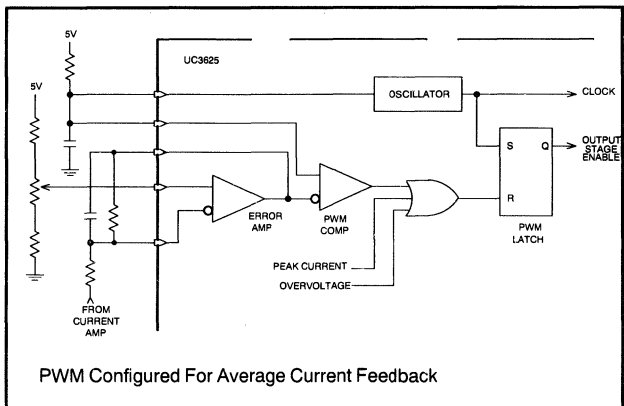 5V
UC3625
5V
OSCILLATOR
CLOCK
S
Q
OUTPUT
STAGE
ENABLE
R
ERROR
AMP
PWM
COMP
PWM
LATCH
PEAK CURRENT
OVERVOLTAGE
FROM
CURRENT
AMP
PWM Configured For Average Current Feedback